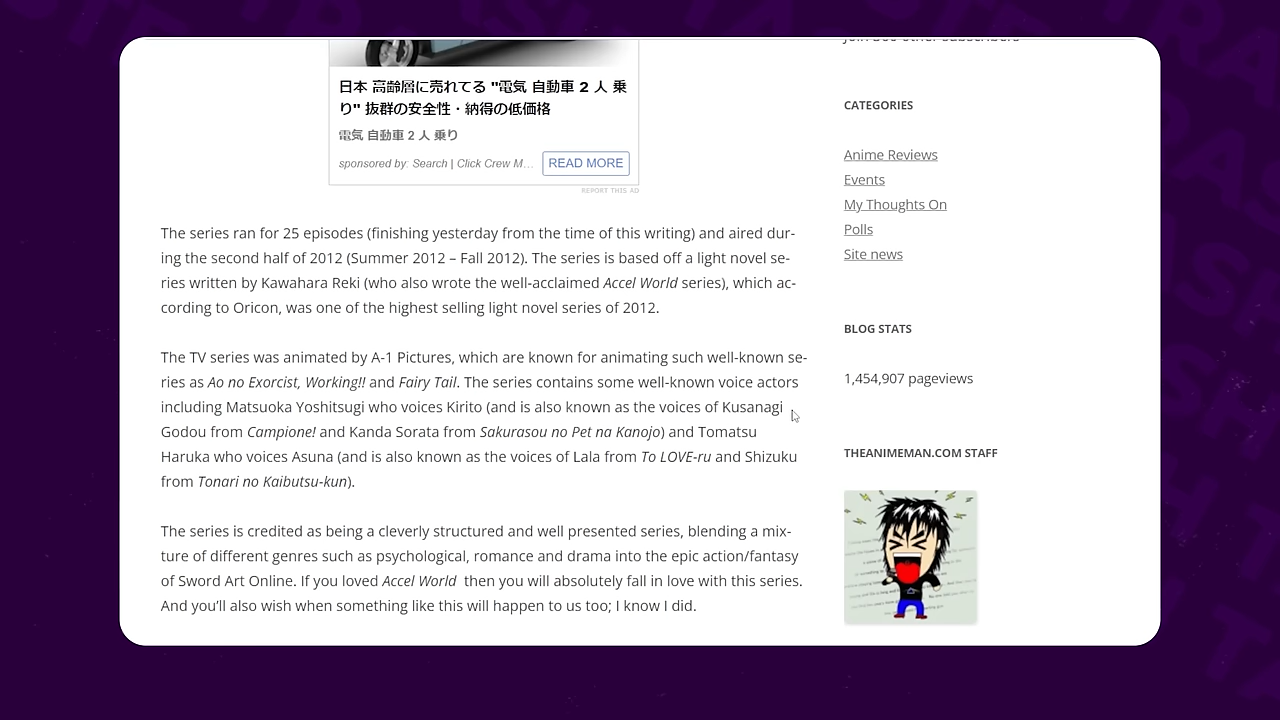 日本 高齢層に売れてる "電気 自動車 2 人 乗
り" 抜群の安全性・納得の低価格
電気 自動車 2 人 乗り
sponsored by: Search | Click Crew M...
READ MORE
REPORT THIS AD
The series ran for 25 episodes (finishing yesterday from the time of this writing) and aired dur-
ing the second half of 2012 (Summer 2012 – Fall 2012). The series is based off a light novel se-
ries written by Kawahara Reki (who also wrote the well-acclaimed Accel World series), which ac-
cording to Oricon, was one of the highest selling light novel series of 2012.
The TV series was animated by A-1 Pictures, which are known for animating such well-known se-
ries as Ao no Exorcist, Working!! and Fairy Tail. The series contains some well-known voice actors
including Matsuoka Yoshitsugi who voices Kirito (and is also known as the voices of Kusanagi
Godou from Campione! and Kanda Sorata from Sakurasou no Pet na Kanojo) and Tomatsu
Haruka who voices Asuna (and is also known as the voices of Lala from To LOVE-ru and Shizuku
from Tonari no Kaibutsu-kun).
The series is credited as being a cleverly structured and well presented series, blending a mix-
ture of different genres such as psychological, romance and drama into the epic action/fantasy
of Sword Art Online. If you loved Accel World then you will absolutely fall in love with this series.
And you'll also wish when something like this will happen to us too; I know I did.
CATEGORIES
Anime Reviews
Events
My Thoughts On
Polls
Site news
BLOG STATS
1,454,907 pageviews
THEANIMEMAN.COM STAFF